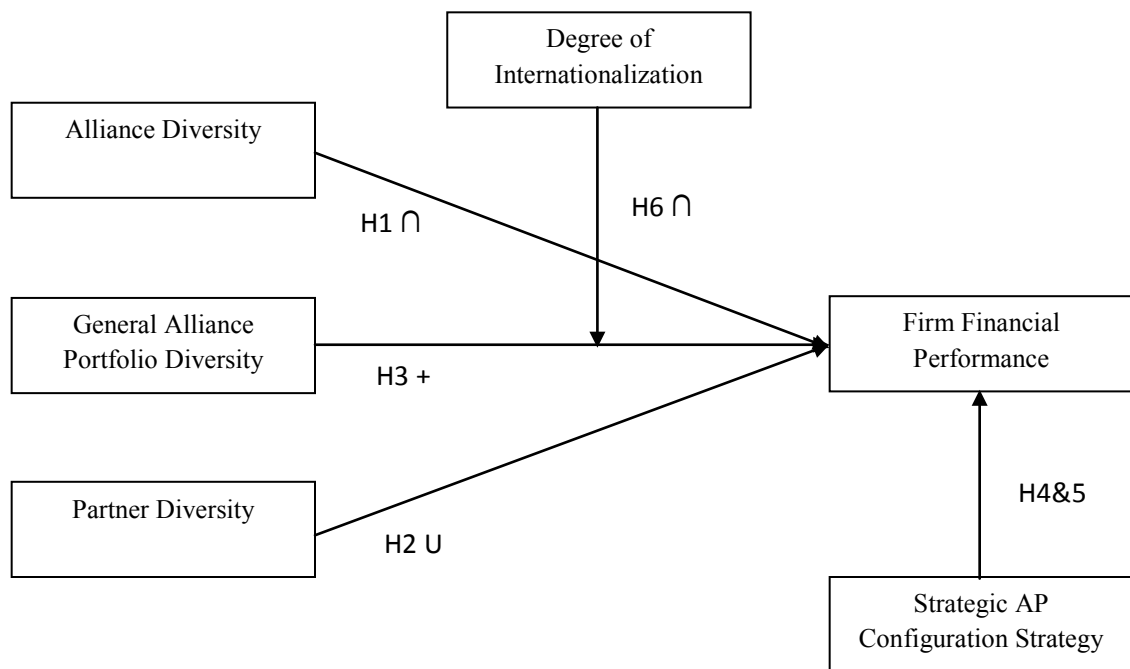 Degree of
Internationalization
Alliance Diversity
H1 ∩
H6 ∩
General Alliance
Portfolio Diversity
H3 +
Firm Financial
Performance
Partner Diversity
H2 U
H4&5
Strategic AP
Configuration Strategy